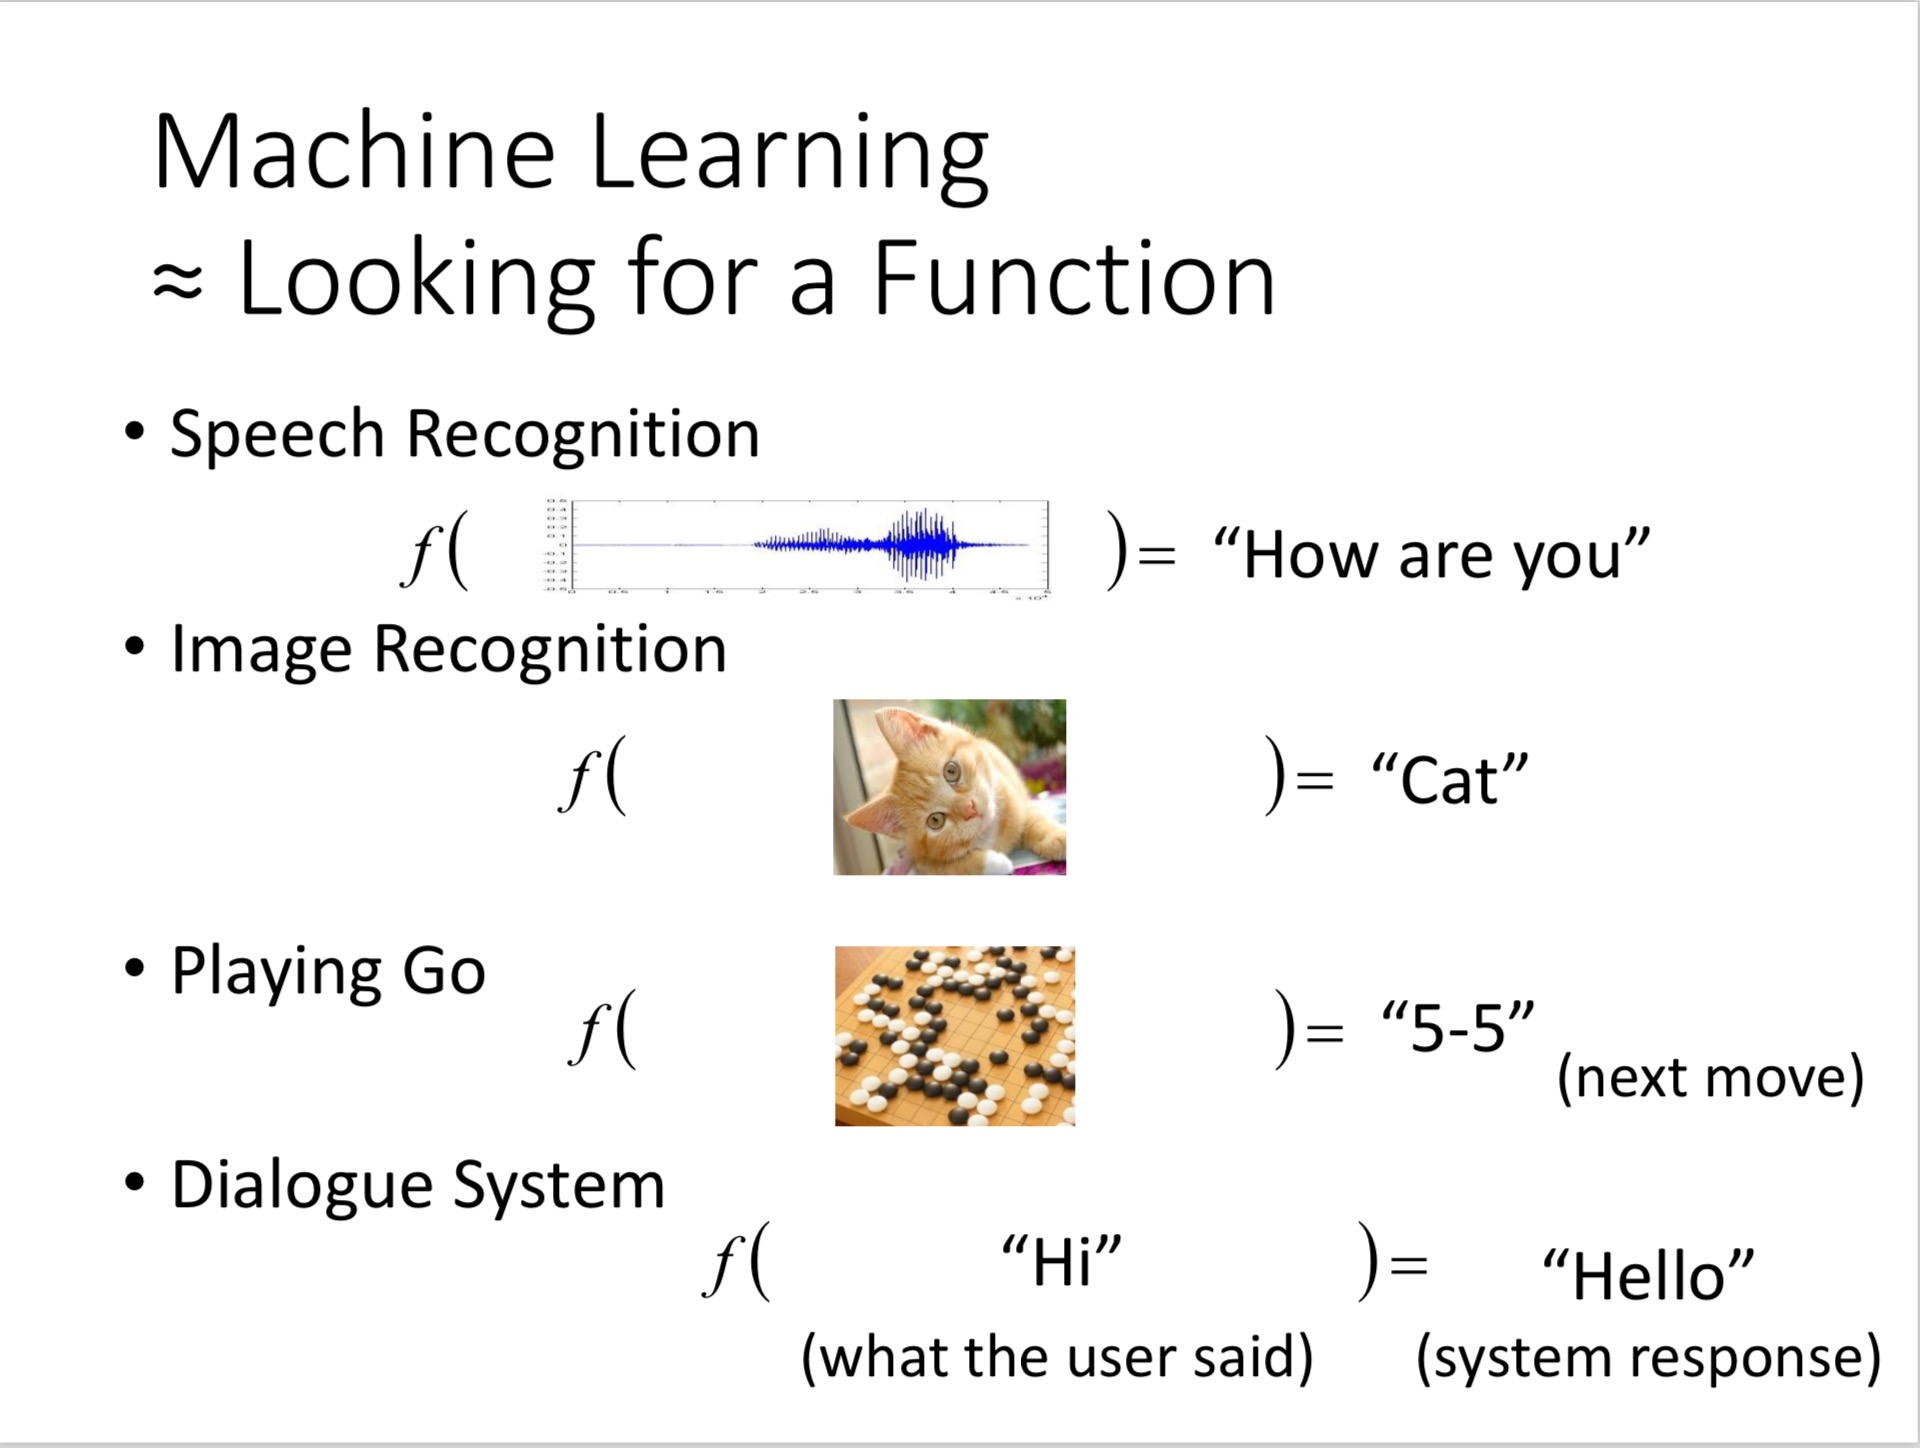 Machine Learning
≈ Looking for a Function
• Speech Recognition
f( ) = “How are you”
• Image Recognition
f( ) = “Cat”
• Playing Go
f( ) = “5-5”
(next move)
• Dialogue System
f( “Hi” ) = “Hello”
(what the user said) (system response)